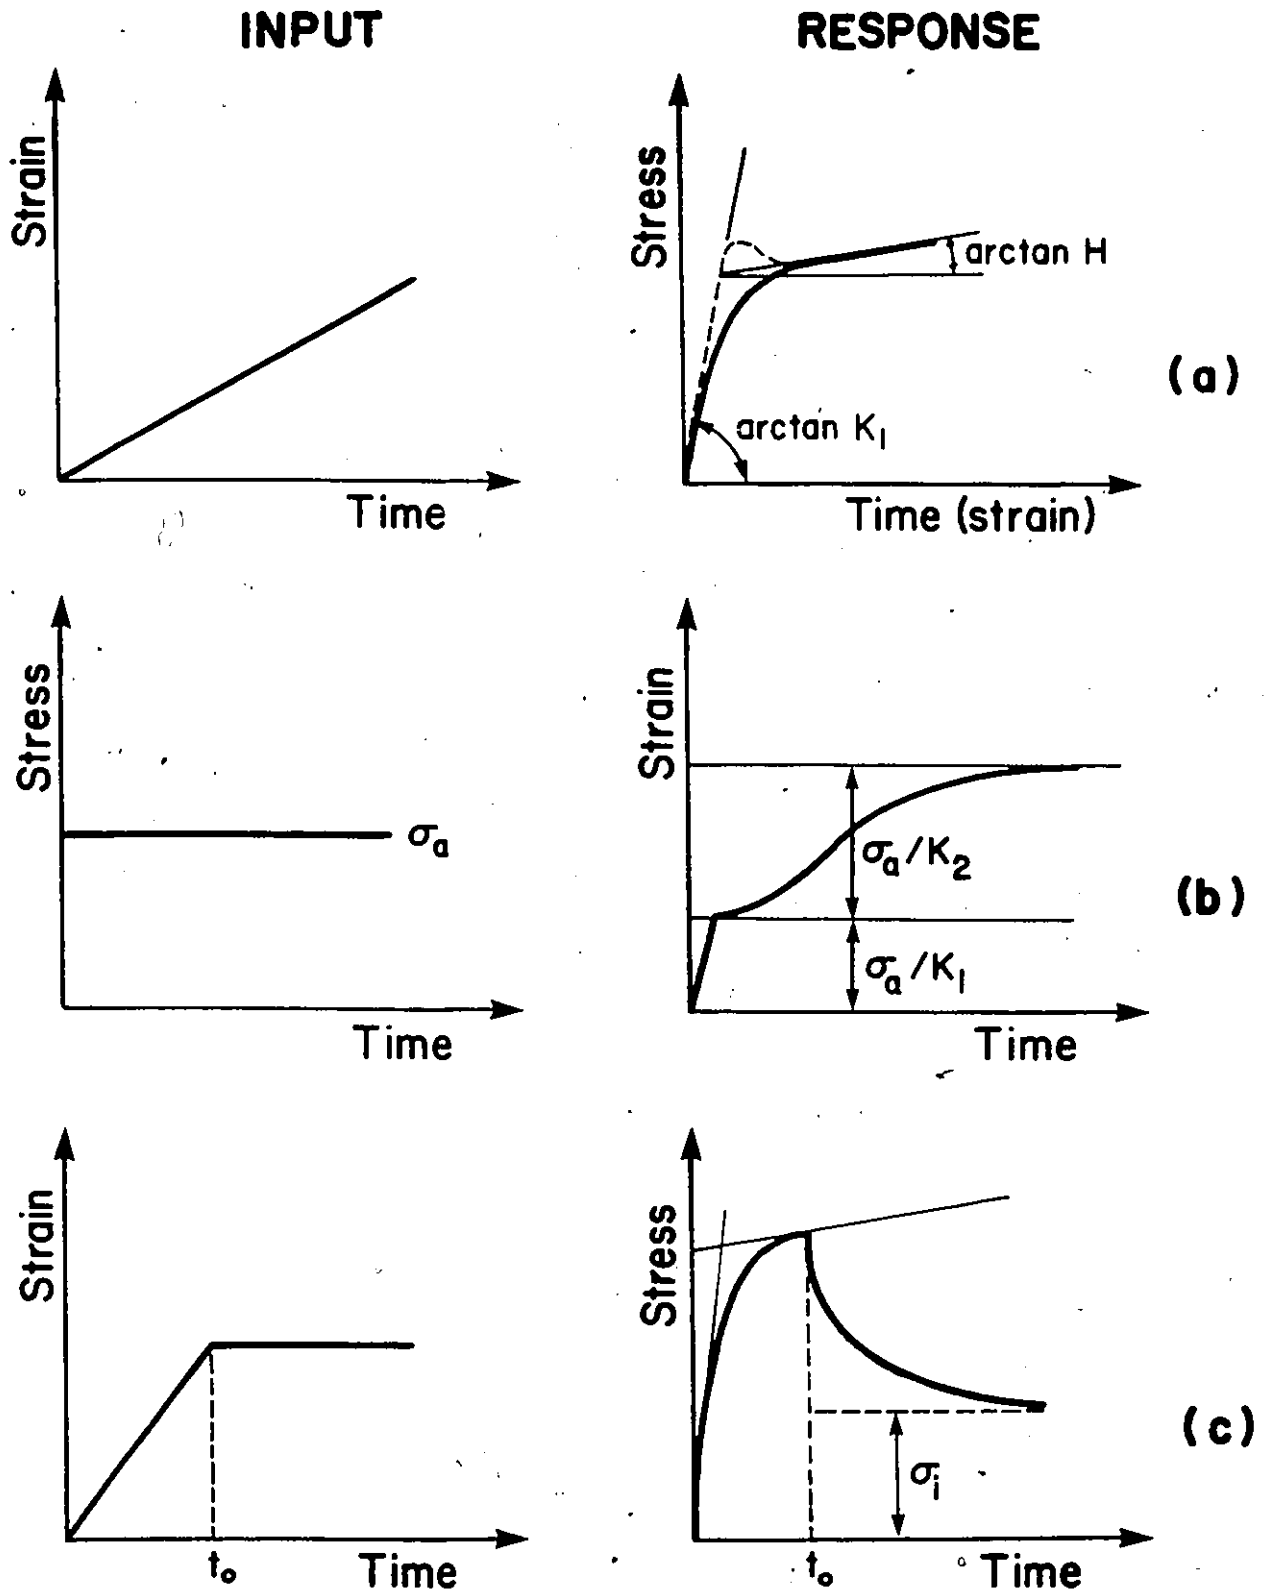 INPUT
RESPONSE
Strain
Time
Stress
arctan H
arctan K₁
Time (strain)
(a)
Stress
σₐ
Time
Strain
σₐ/K₂
σₐ/K₁
Time
(b)
Strain
t₀
Time
Stress
σᵢ
t₀
Time
(c)